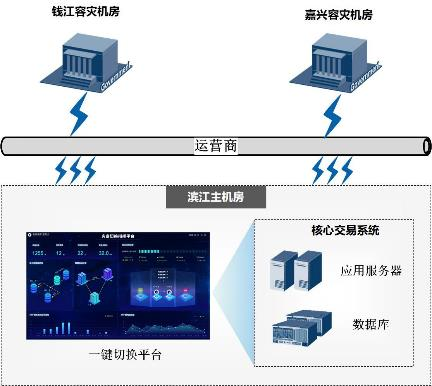 钱江容灾机房
嘉兴容灾机房
Government
Government
运营商
滨江主机房
核心交易系统
应用服务器
数据库
一键切换平台